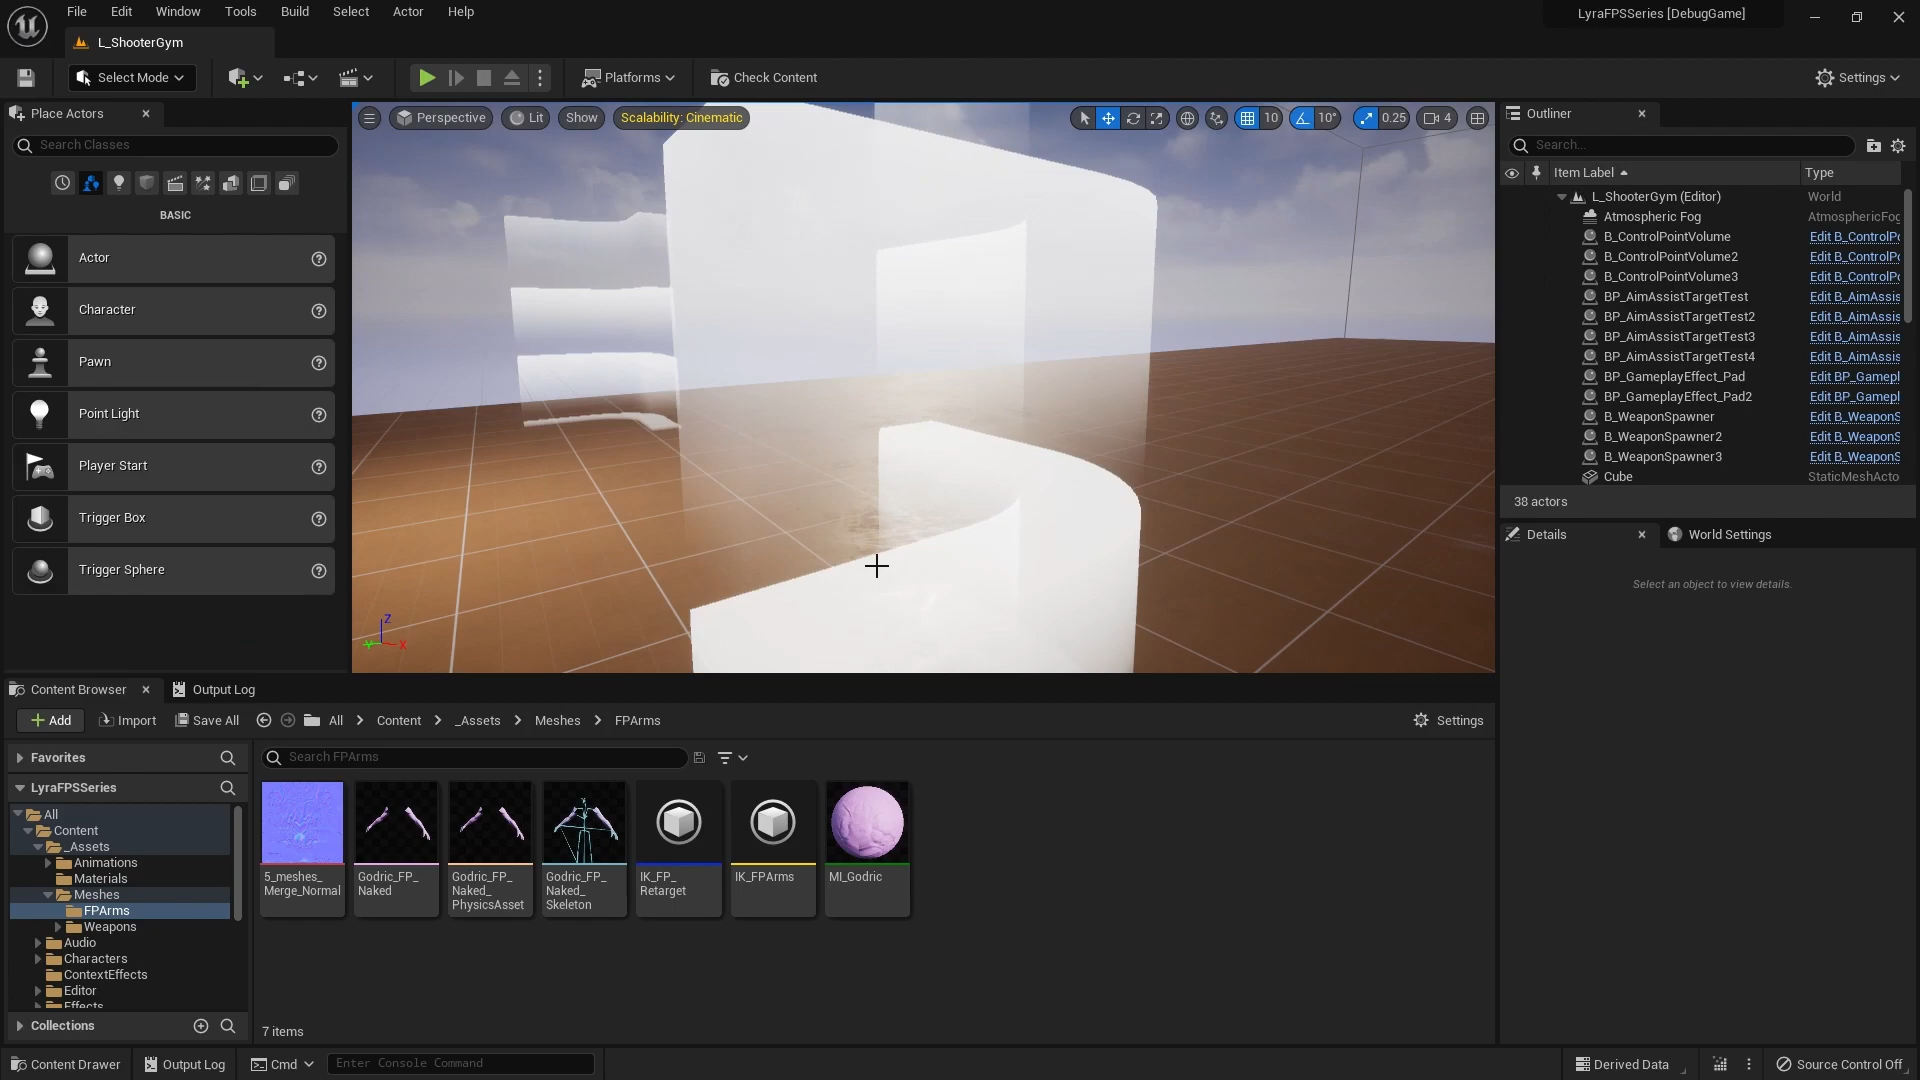 File Edit Window Tools Build Select Actor Help
LyraFPSSeries [DebugGame]
L_ShooterGym
Select Mode
Platforms
Check Content
Settings
Place Actors
Search Classes
BASIC
Actor
Character
Pawn
Point Light
Player Start
Trigger Box
Trigger Sphere
Perspective Lit Show Scalability: Cinematic
10 10° 0.25 4
Z
Y X
Outliner
Search...
Item Label Type
L_ShooterGym (Editor) World
Atmospheric Fog AtmosphericFog
B_ControlPointVolume Edit B_ControlPo
B_ControlPointVolume2 Edit B_ControlPo
B_ControlPointVolume3 Edit B_ControlPo
BP_AimAssistTargetTest Edit B_AimAssis
BP_AimAssistTargetTest2 Edit B_AimAssis
BP_AimAssistTargetTest3 Edit B_AimAssis
BP_AimAssistTargetTest4 Edit B_AimAssis
BP_GameplayEffect_Pad Edit BP_Gamepl
BP_GameplayEffect_Pad2 Edit BP_Gamepl
B_WeaponSpawner Edit B_WeaponS
B_WeaponSpawner2 Edit B_WeaponS
B_WeaponSpawner3 Edit B_WeaponS
Cube StaticMeshActo
38 actors
Details
World Settings
Select an object to view details.
Content Browser
Output Log
Add
Import
Save All
All > Content > _Assets > Meshes > FPArms
Settings
Favorites
LyraFPSSeries
All
Content
_Assets
Animations
Materials
Meshes
FPArms
Weapons
Audio
Characters
ContextEffects
Editor
Effects
Collections
Search FPArms
5_meshes_
Merge_Normal
Godric_FP_
Naked
Godric_FP_
Naked_
PhysicsAsset
Godric_FP_
Naked_
Skeleton
IK_FP_
Retarget
IK_FPArms
MI_Godric
7 items
Content Drawer
Output Log
Cmd
Enter Console Command
Derived Data
Source Control Off